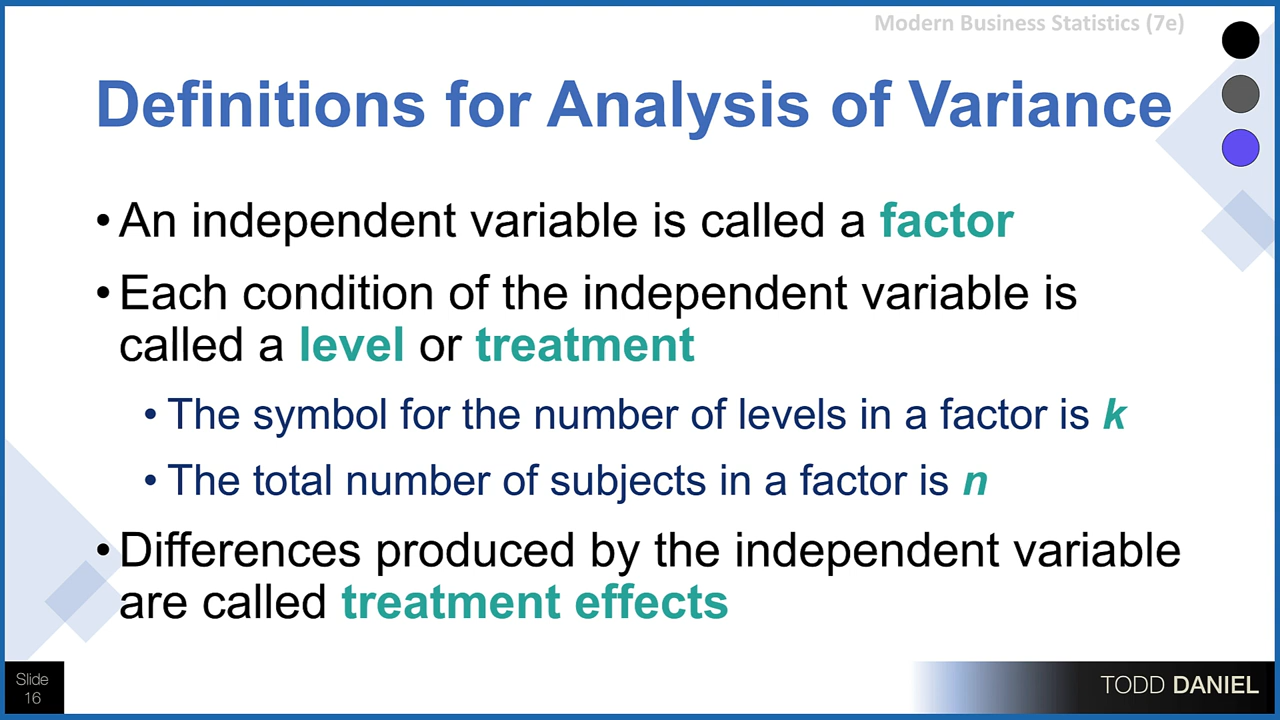 Modern Business Statistics (7e)
Definitions for Analysis of Variance
•An independent variable is called a factor
•Each condition of the independent variable is
called a level or treatment
•The symbol for the number of levels in a factor is k
•The total number of subjects in a factor is n
•Differences produced by the independent variable
are called treatment effects
Slide
16
TODD DANIEL